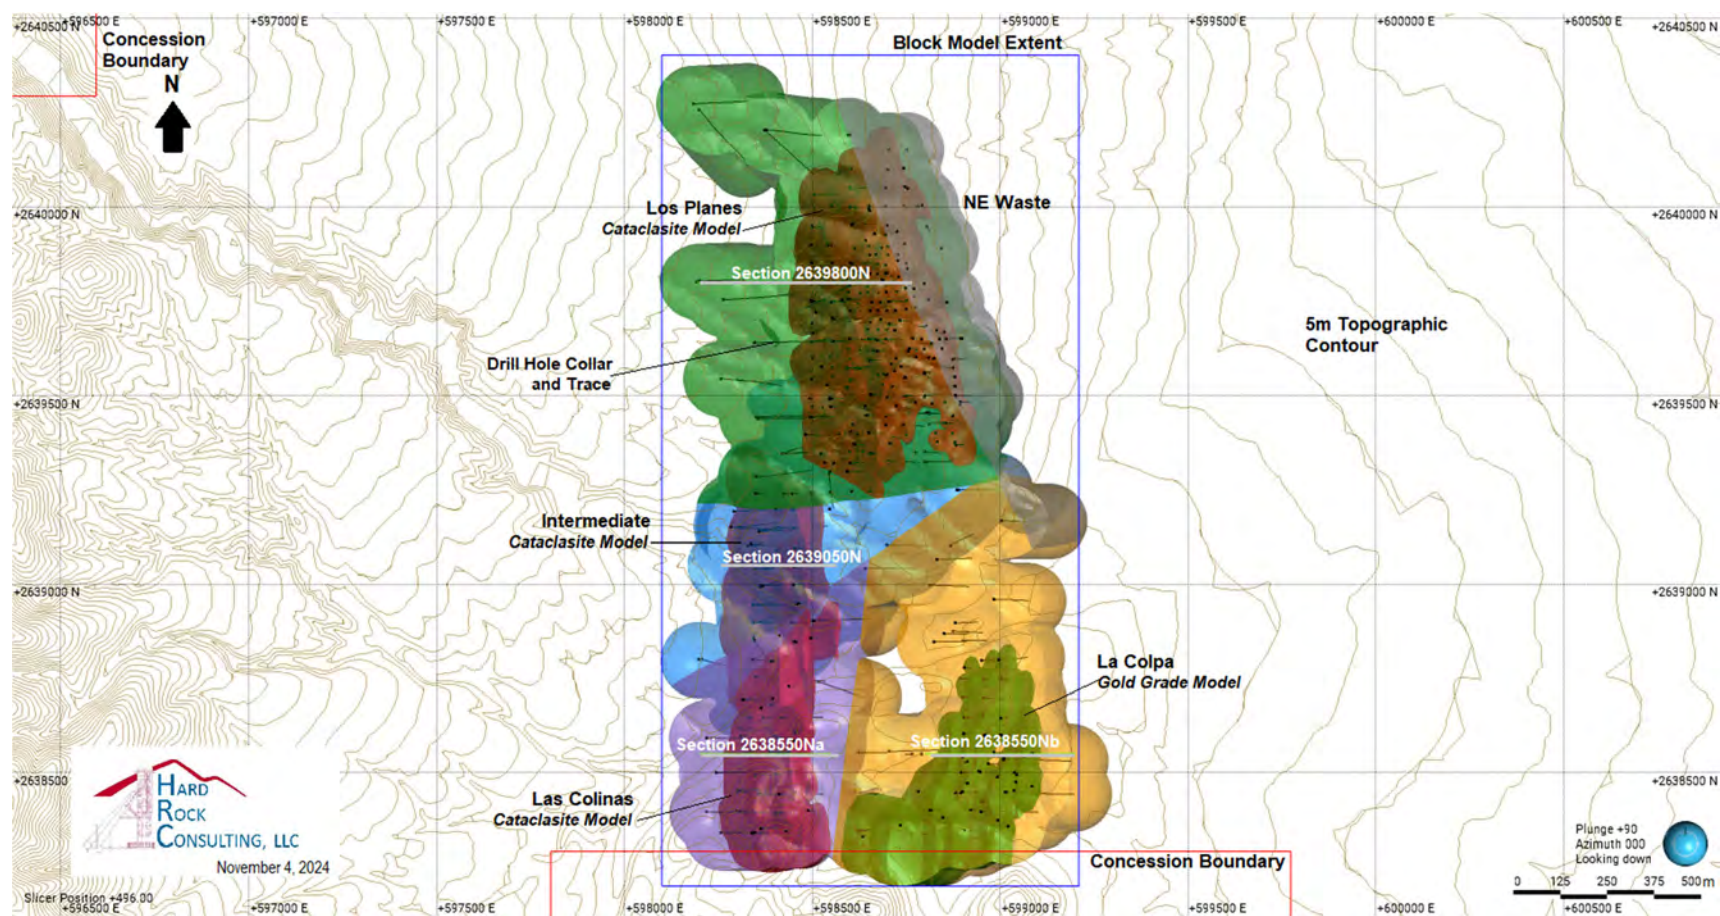 +596500 E
+597000 E
+597500 E
+598000 E
+598500 E
+599000 E
+599500 E
+600000 E
+600500 E
+2640500 N
+2640500 N
Concession
Boundary
N
Block Model Extent
Los Planes
Cataclasite Model
NE Waste
+2640000 N
+2640000 N
Section 2639800N
5m Topographic
Contour
Drill Hole Collar
and Trace
+2639500 N
+2639500 N
Intermediate
Cataclasite Model
Section 2639050N
+2639000 N
+2639000 N
La Colpa
Gold Grade Model
Section 2638550Na
Section 2638550Nb
+2638500 N
+2638500 N
HARD
ROCK
CONSULTING, LLC
November 4, 2024
Las Colinas
Cataclasite Model
Concession Boundary
Plunge +90
Azimuth 000
Looking down
0 125 250 375 500m
Slicer Position +496.00
+596500 E
+597000 E
+597500 E
+598000 E
+598500 E
+599000 E
+599500 E
+600000 E
+600500 E